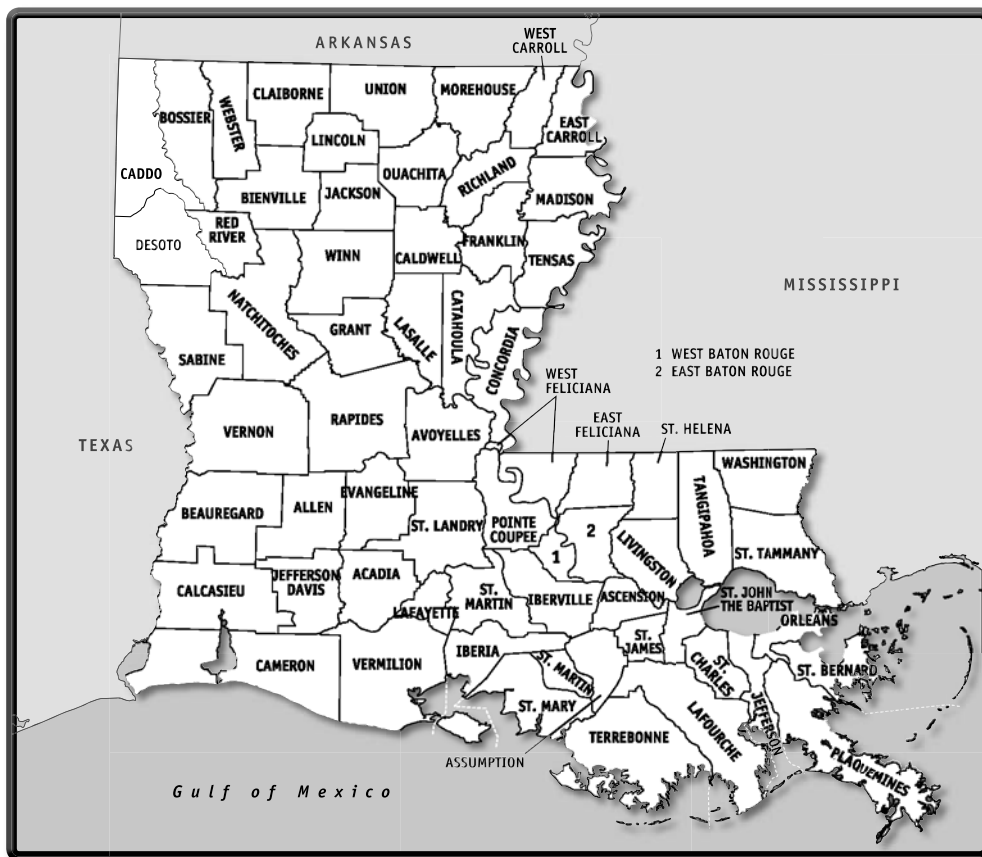 WEST
CARROLL
ARKANSAS
UNION
MOREHOUSE
CLAIBORNE
BOSSIER
WEBSTER
EAST
CARROLL
LINCOLN
CADDO
OUACHITA
RICHLAND
BIENVILLE
JACKSON
MADISON
RED
RIVER
DESOTO
WINN
CALDWELL
FRANKLIN
TENSAS
MISSISSIPPI
NATCHITOCHES
GRANT
LASALLE
CATAHOULA
CONCORDIA
SABINE
1 WEST BATON ROUGE
2 EAST BATON ROUGE
WEST
FELICIANA
EAST
FELICIANA
ST. HELENA
TEXAS
VERNON
RAPIDES
AVOYELLES
WASHINGTON
TANGIPAHOA
BEAUREGARD
ALLEN
EVANGELINE
ST. LANDRY
POINTE
COUPEE
2
1
LIVINGSTON
ST. TAMMANY
CALCASIEU
JEFFERSON
DAVIS
ACADIA
LAFAYETTE
ST.
MARTIN
IBERVILLE
ASCENSION
ST. JOHN
THE BAPTIST
ORLEANS
CAMERON
VERMILION
IBERIA
ST. MARTIN
ST.
JAMES
ST.
CHARLES
ST. BERNARD
ST. MARY
TERREBONNE
LAFOURCHE
JEFFERSON
PLAQUEMINES
ASSUMPTION
Gulf of Mexico